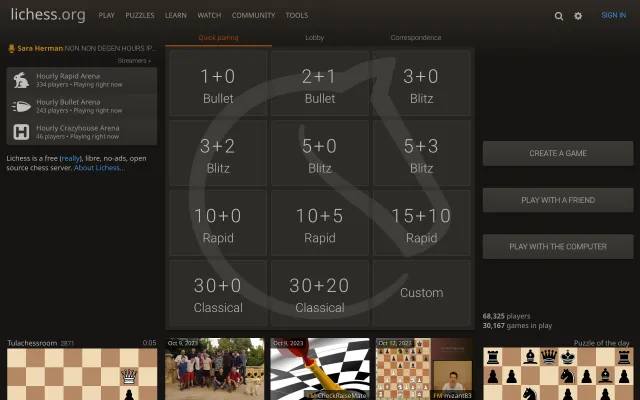 lichess.org PLAY PUZZLES LEARN WATCH COMMUNITY TOOLS SIGN IN
Sara Herman NON NON DEGEN HOURS !P...
Streamers »
Hourly Rapid Arena
334 players • Playing right now
Hourly Bullet Arena
243 players • Playing right now
Hourly Crazyhouse Arena
46 players • Playing right now
Lichess is a free (really), libre, no-ads, open
source chess server. About Lichess...
Quick pairing Lobby Correspondence
1+0
Bullet
2+1
Bullet
3+0
Blitz
3+2
Blitz
5+0
Blitz
5+3
Blitz
10+0
Rapid
10+5
Rapid
15+10
Rapid
30+0
Classical
30+20
Classical
Custom
CREATE A GAME
PLAY WITH A FRIEND
PLAY WITH THE COMPUTER
68,325 players
30,167 games in play
Tulachessroom 2871 0:05
Oct 9, 2023
Oct 9, 2023
FM CheckRaiseMate
Oct 12, 2023
FM mizant83
Puzzle of the day